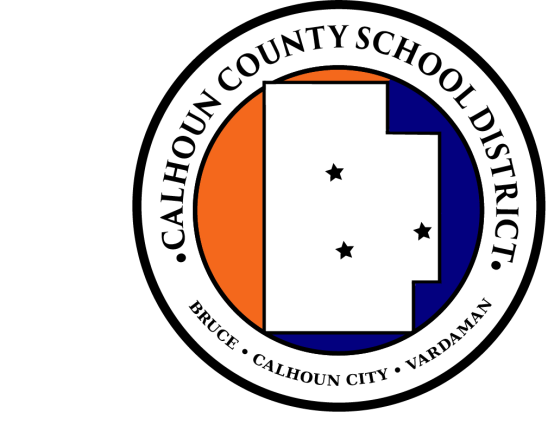 •CALHOUN COUNTY SCHOOL DISTRICT•
BRUCE • CALHOUN CITY • VARDAMAN